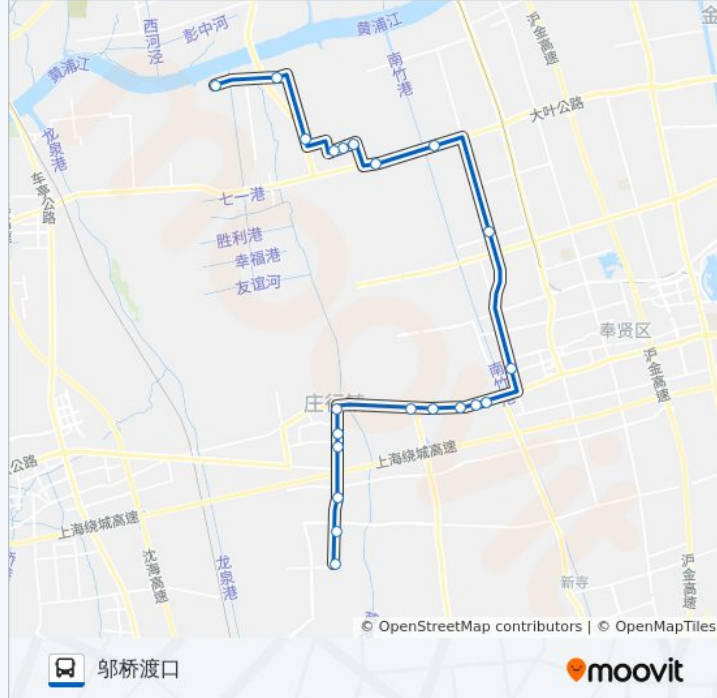 黄浦江
金
西河泾
彭中河
沪金高速
黄浦江
南竹港
大叶公路
龙泉港
车亭公路
七一港
胜利港
幸福港
友谊河
奉贤区
沪金高速
南竹港
庄行镇
上海绕城高速
公路
上海绕城高速
沈海高速
龙泉港
新寺
沪金高速
© OpenStreetMap contributors | © OpenMapTiles
邬桥渡口
moovit